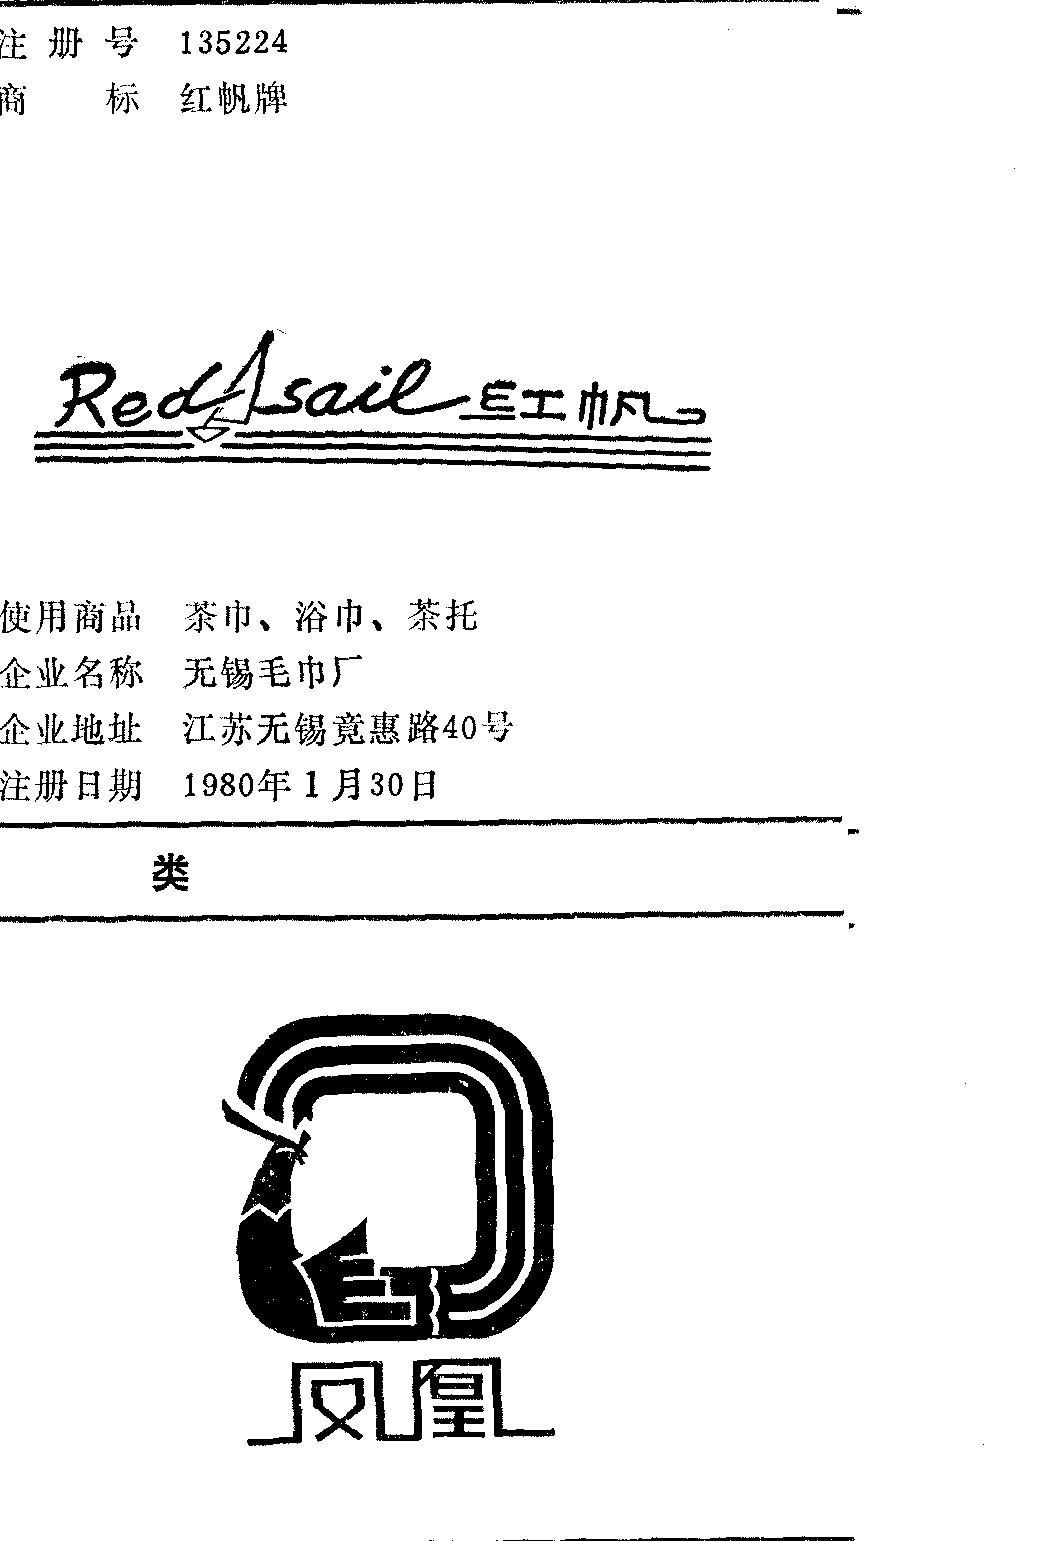 注册号 135224
商标 红帆牌
Red sail 红帆
使用商品 茶巾、浴巾、茶托
企业名称 无锡毛巾厂
企业地址 江苏无锡竟惠路40号
注册日期 1980年1月30日
类
凤凰